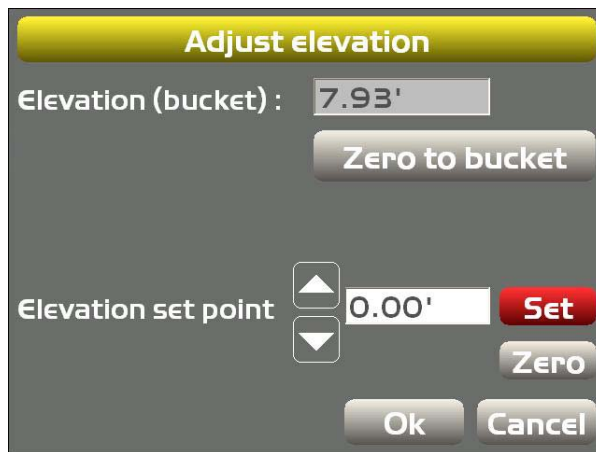 Adjust elevation
Elevation (bucket) : 7.93'
Zero to bucket
Elevation set point 0.00' Set
Zero
Ok Cancel